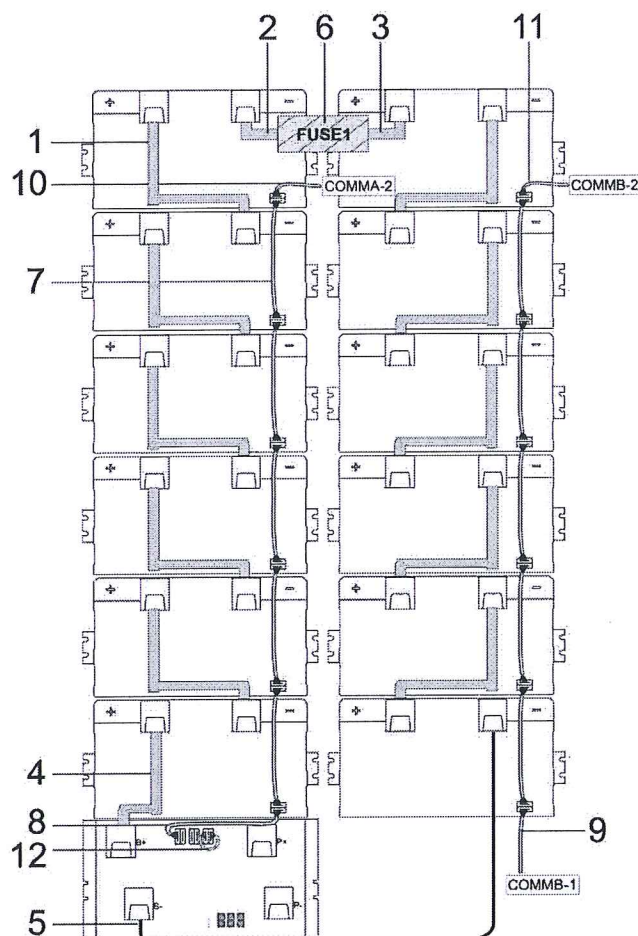 2 6 3 11
+ − + −
FUSE1
1
10 COMMA-2 COMMB-2
+ − + −
7
+ − + −
+ − + −
+ − + −
+ − + −
4
8
B+ P+
12
9
COMMB-1
5
P-